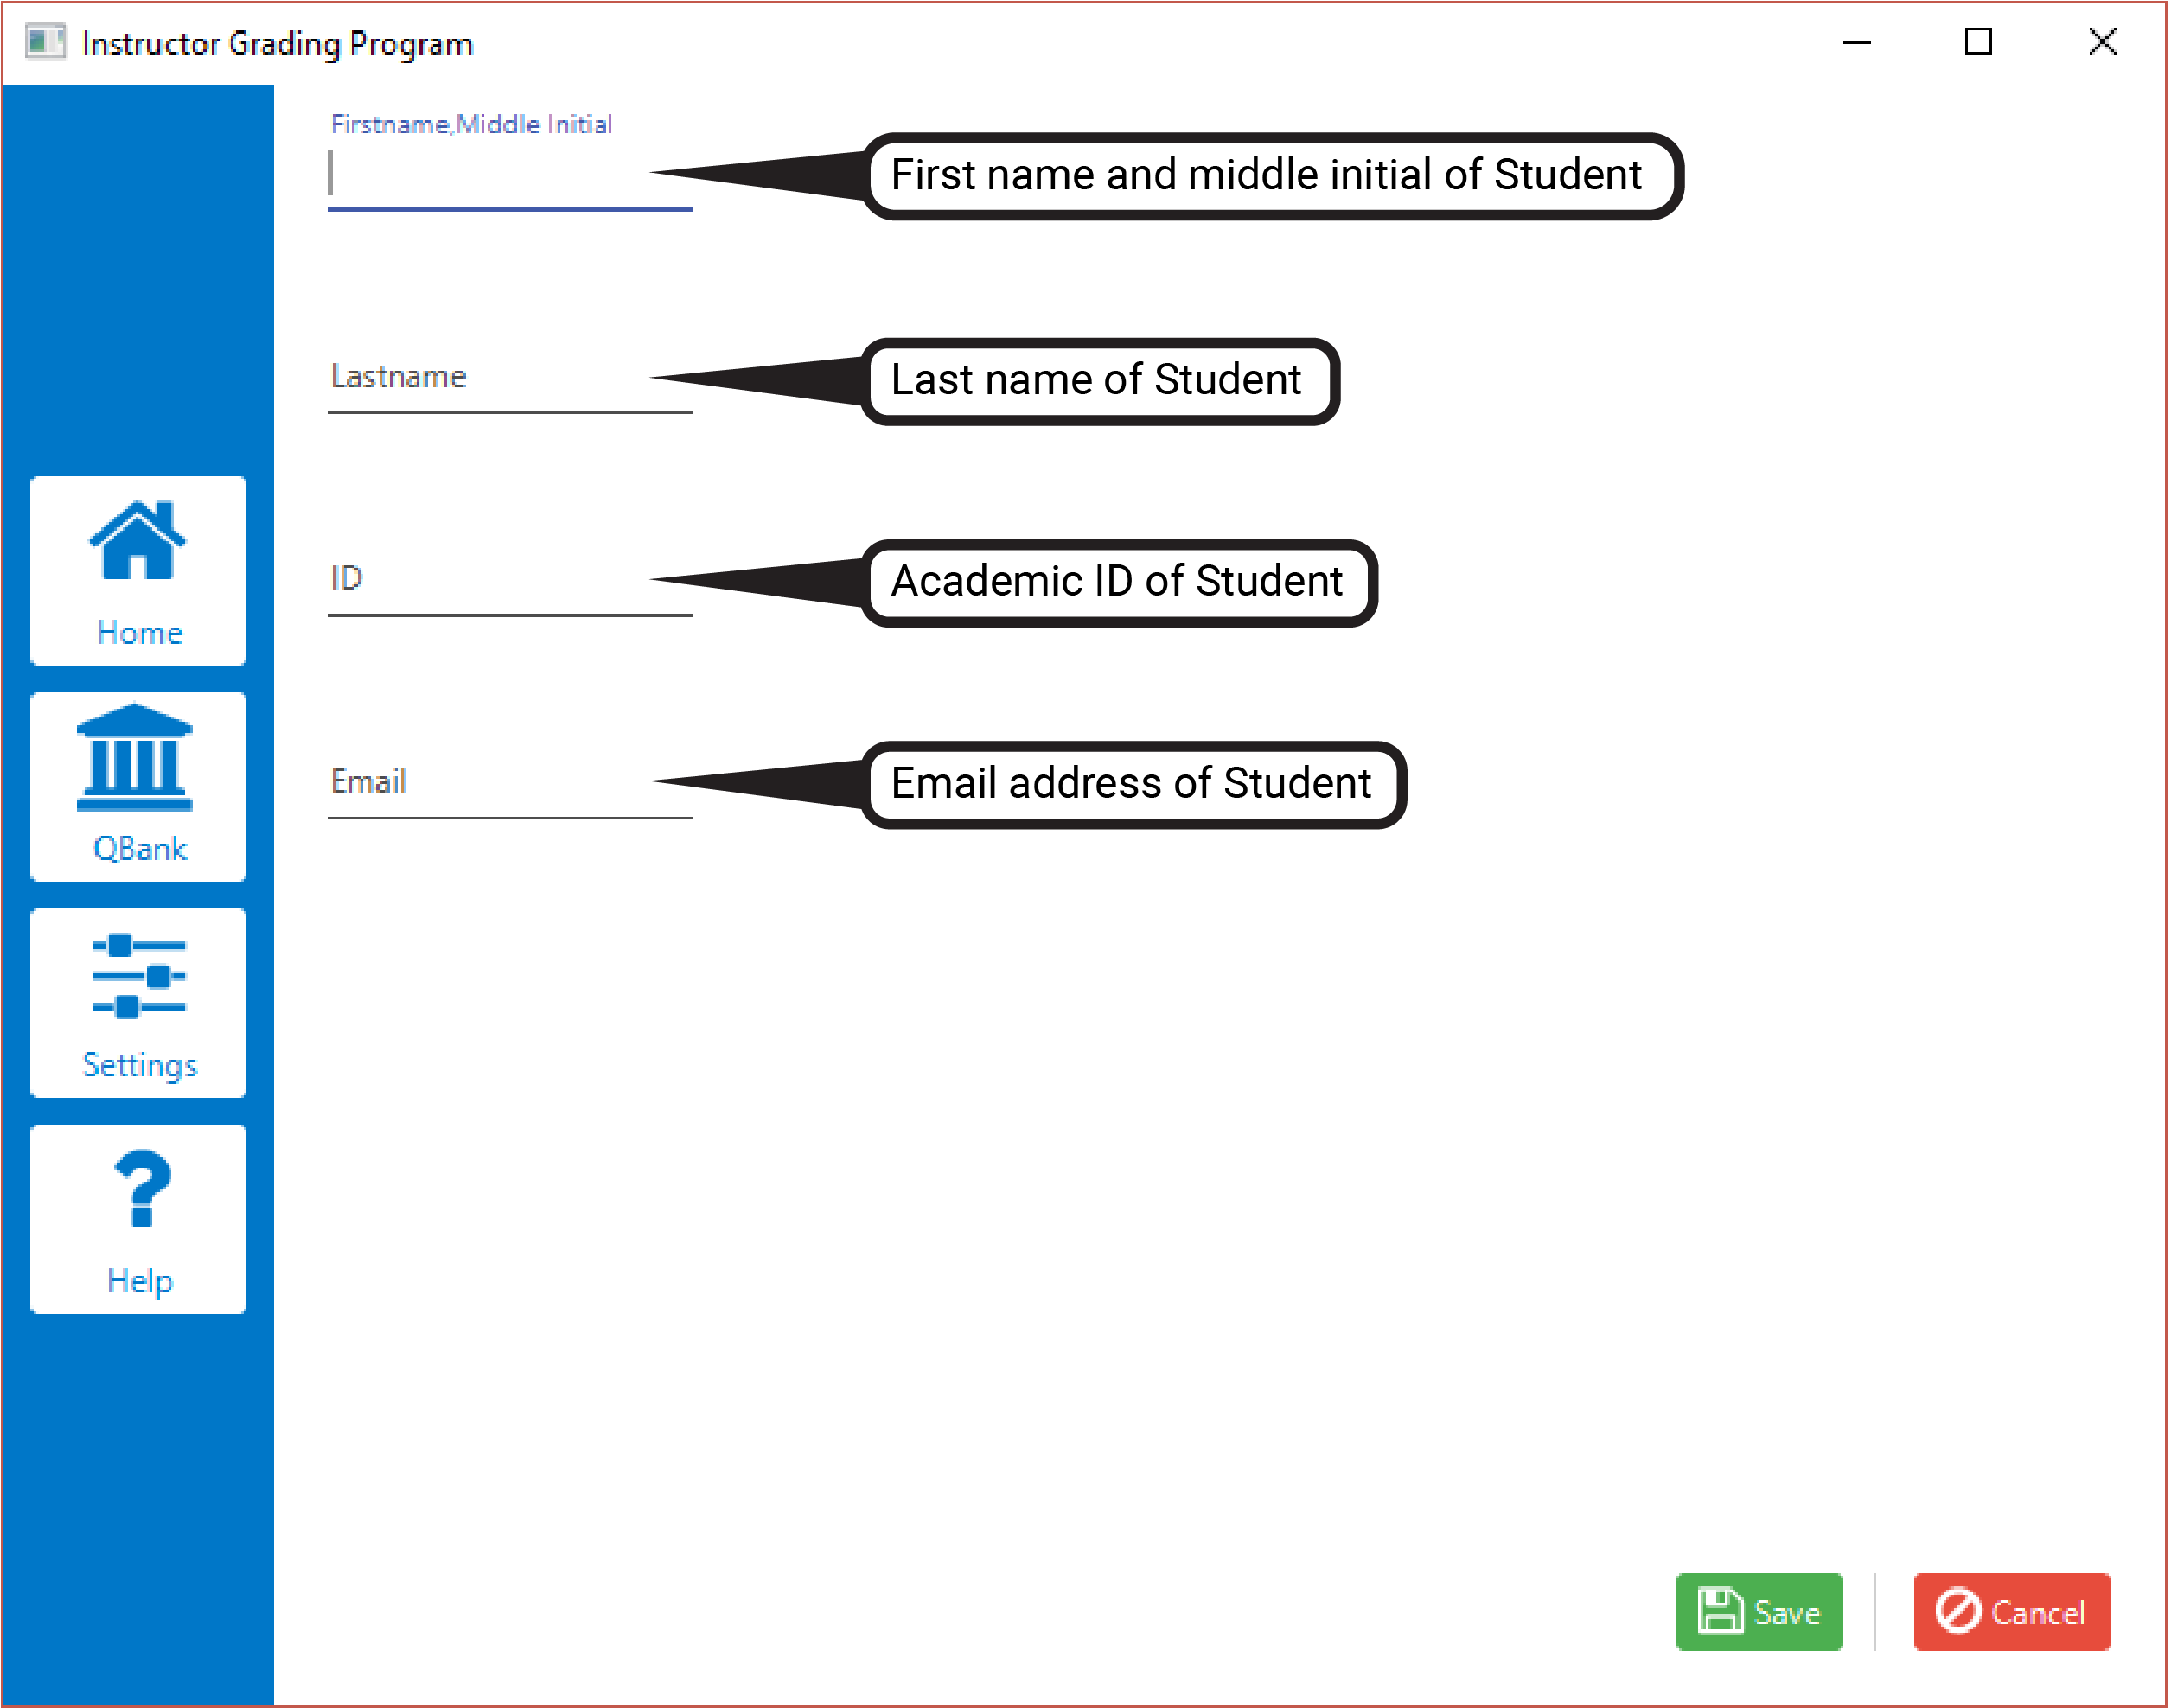 Instructor Grading Program
Firstname,Middle Initial
First name and middle initial of Student
Lastname
Last name of Student
ID
Academic ID of Student
Email
Email address of Student
Home
QBank
Settings
Help
Save
Cancel